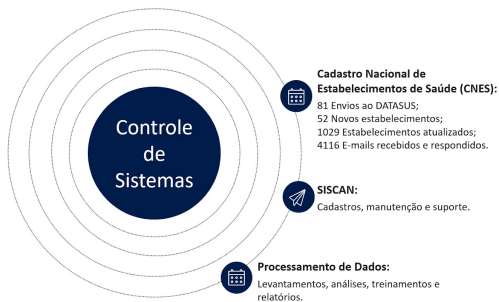 Controle
de
Sistemas
Cadastro Nacional de
Estabelecimentos de Saúde (CNES):
81 Envios ao DATASUS;
52 Novos estabelecimentos;
1029 Estabelecimentos atualizados;
4116 E-mails recebidos e respondidos.
SISCAN:
Cadastros, manutenção e suporte.
Processamento de Dados:
Levantamentos, análises, treinamentos e
relatórios.